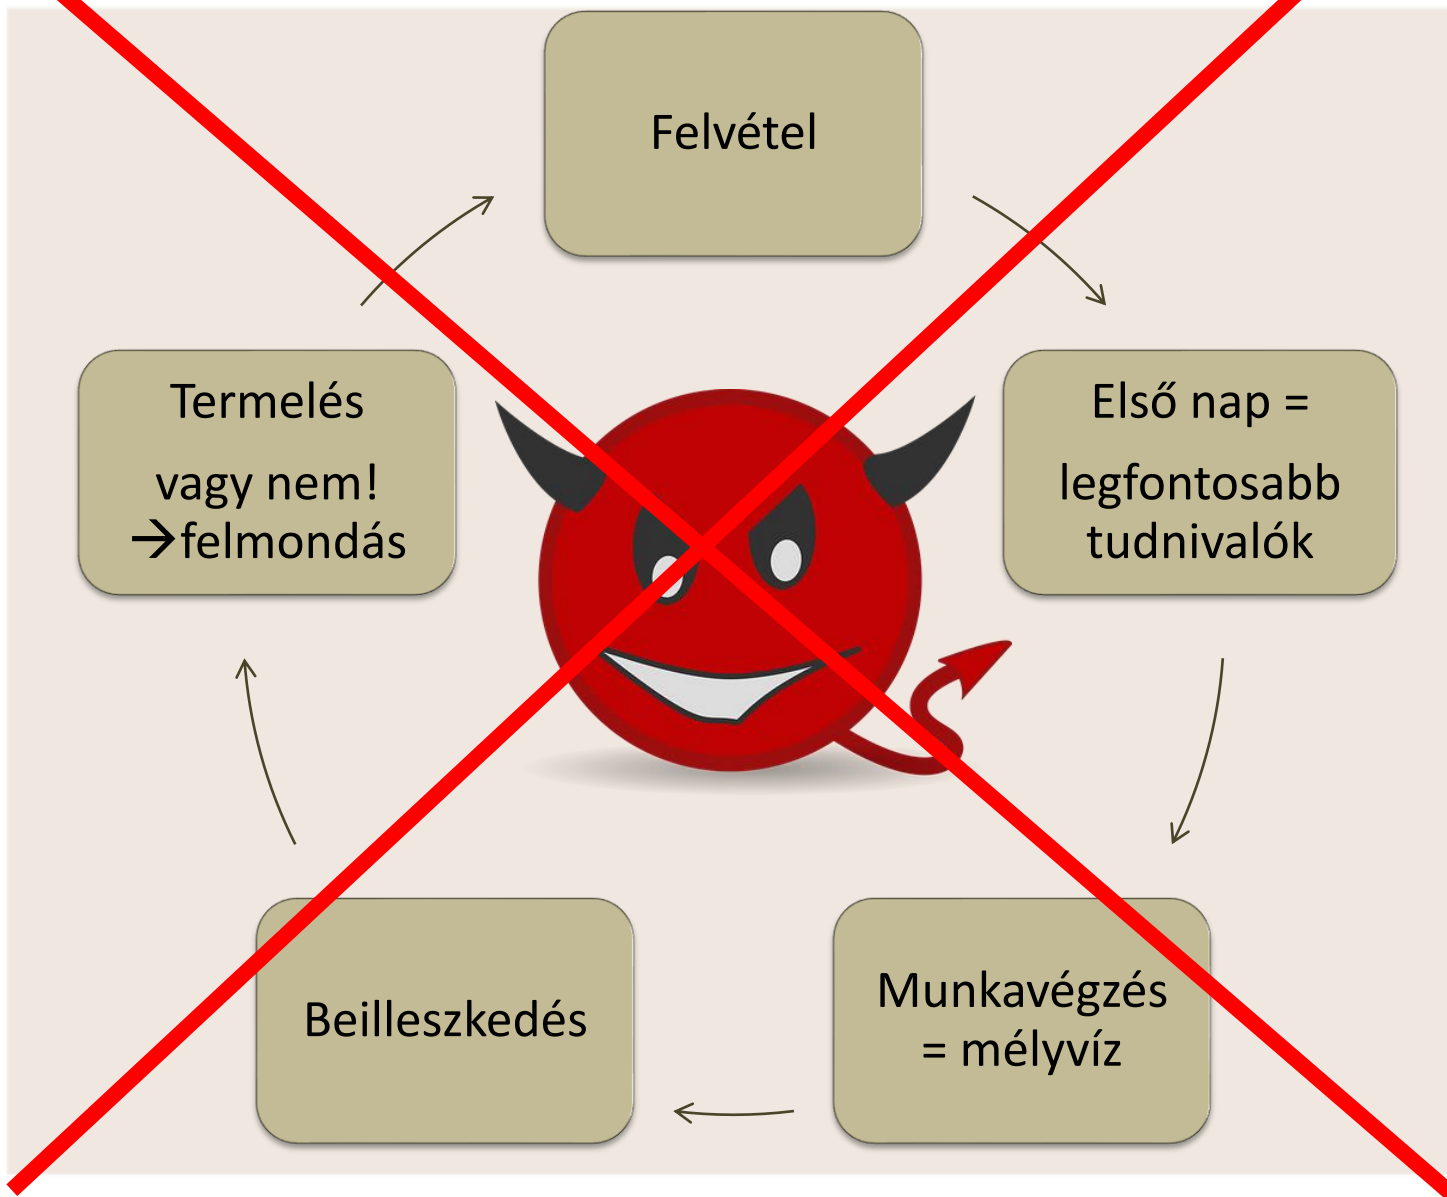 Felvétel
Első nap =
legfontosabb
tudnivalók
Munkavégzés
= mélyvíz
Beilleszkedés
Termelés
vagy nem!
→felmondás